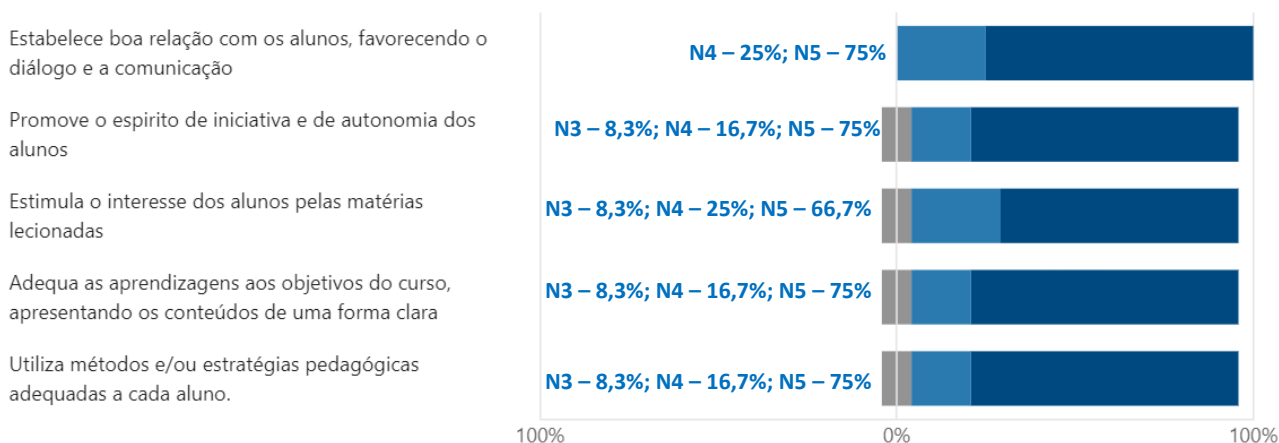 Estabelece boa relação com os alunos, favorecendo o
diálogo e a comunicação
N4 – 25%; N5 – 75%
Promove o espirito de iniciativa e de autonomia dos
alunos
N3 – 8,3%; N4 – 16,7%; N5 – 75%
Estimula o interesse dos alunos pelas matérias
lecionadas
N3 – 8,3%; N4 – 25%; N5 – 66,7%
Adequa as aprendizagens aos objetivos do curso,
apresentando os conteúdos de uma forma clara
N3 – 8,3%; N4 – 16,7%; N5 – 75%
Utiliza métodos e/ou estratégias pedagógicas
adequadas a cada aluno.
N3 – 8,3%; N4 – 16,7%; N5 – 75%
100% 0% 100%